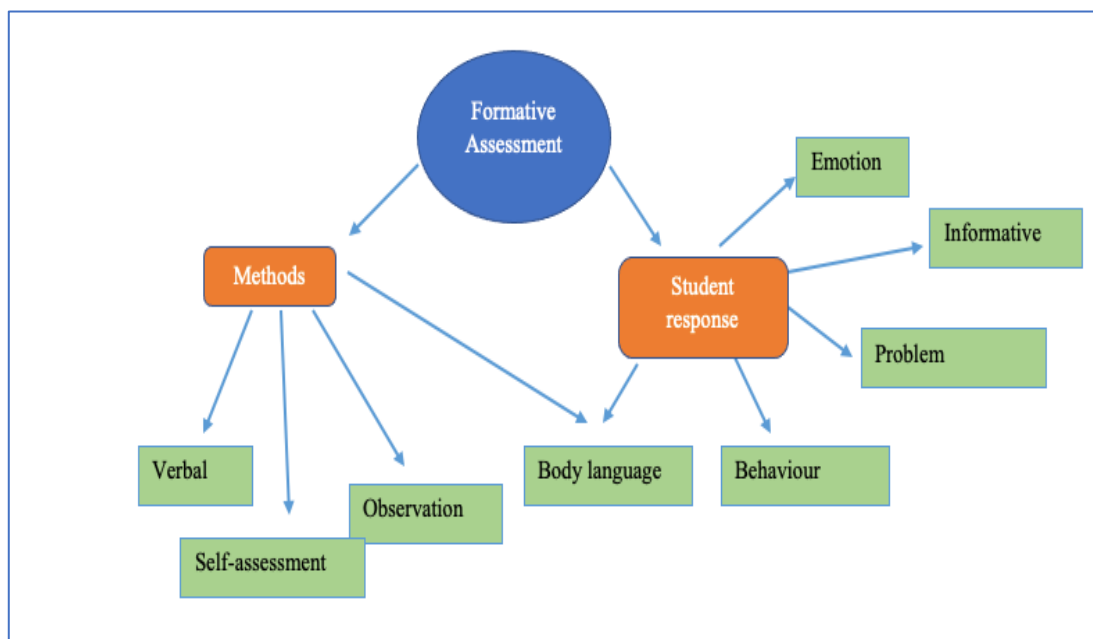 Formative
Assessment
Emotion
Informative
Methods
Student
response
Problem
Verbal
Body language
Behaviour
Observation
Self-assessment